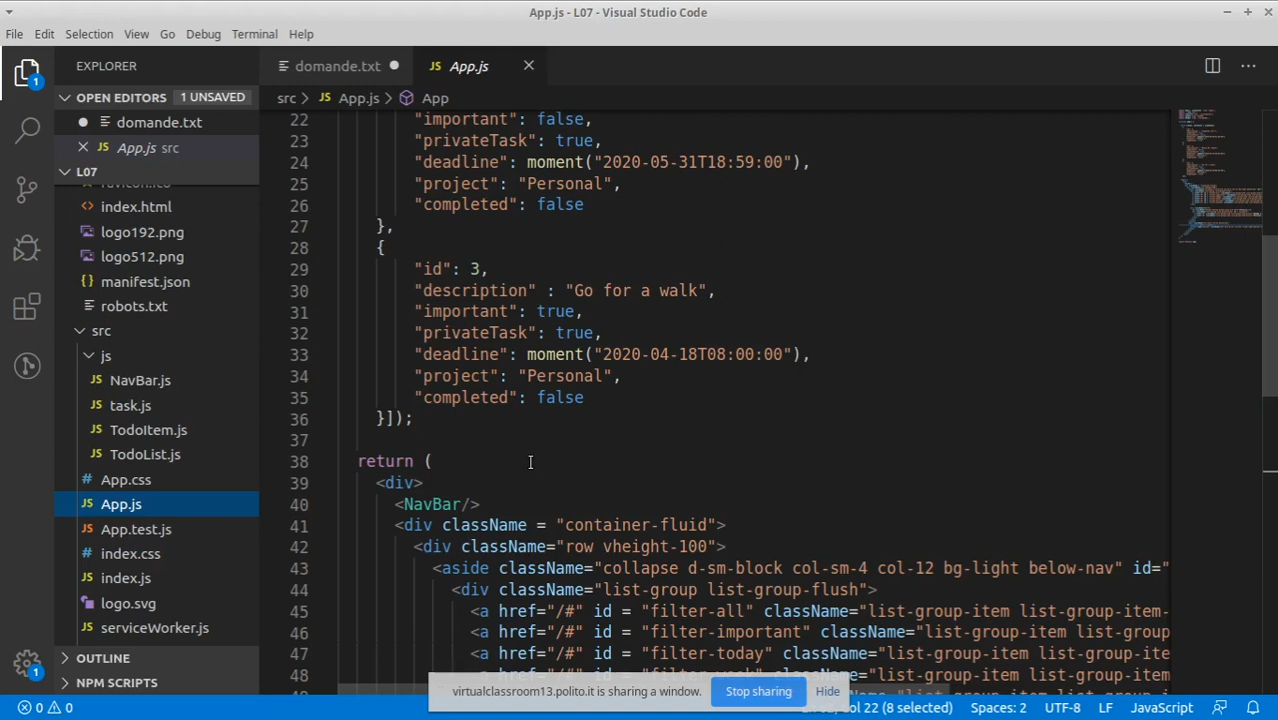 App.js - L07 - Visual Studio Code
File Edit Selection View Go Debug Terminal Help
EXPLORER
OPEN EDITORS 1 UNSAVED
domande.txt
App.js src
L07
index.html
logo192.png
logo512.png
manifest.json
robots.txt
src
js
NavBar.js
task.js
TodoItem.js
TodoList.js
App.css
App.js
App.test.js
index.css
index.js
logo.svg
serviceWorker.js
OUTLINE
NPM SCRIPTS
domande.txt App.js
src > App.js > App
22 "important": false,
23 "privateTask": true,
24 "deadline": moment("2020-05-31T18:59:00"),
25 "project": "Personal",
26 "completed": false
27 },
28 {
29 "id": 3,
30 "description" : "Go for a walk",
31 "important": true,
32 "privateTask": true,
33 "deadline": moment("2020-04-18T08:00:00"),
34 "project": "Personal",
35 "completed": false
36 }]);
37
38 return (
39 <div>
40 <NavBar/>
41 <div className = "container-fluid">
42 <div className="row vheight-100">
43 <aside className="collapse d-sm-block col-sm-4 col-12 bg-light below-nav" id="
44 <div className="list-group list-group-flush">
45 <a href="/#" id = "filter-all" className="list-group-item list-group-item-
46 <a href="/#" id = "filter-important" className="list-group-item list-group
47 <a href="/#" id = "filter-today" className="list-group-item list-group-item
48
virtualclassroom13.polito.it is sharing a window. Stop sharing Hide
0 0 Col 22 (8 selected) Spaces: 2 UTF-8 LF JavaScript